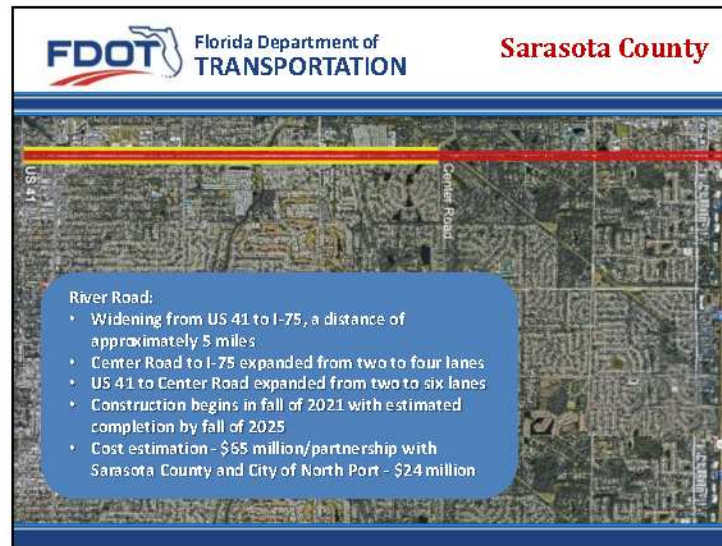 FDOT
Florida Department of
TRANSPORTATION
Sarasota County
US 41
Center Road
River Road:
• Widening from US 41 to I-75, a distance of
approximately 5 miles
• Center Road to I-75 expanded from two to four lanes
• US 41 to Center Road expanded from two to six lanes
• Construction begins in fall of 2021 with estimated
completion by fall of 2025
• Cost estimation - $65 million/partnership with
Sarasota County and City of North Port - $24 million